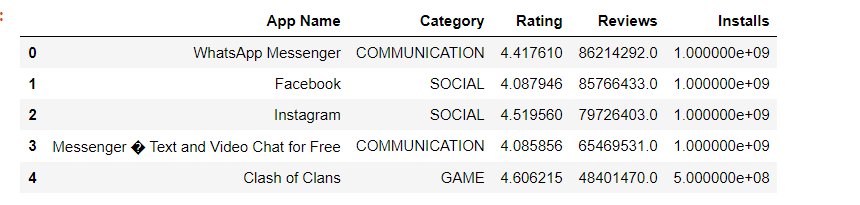 App Name Category Rating Reviews Installs
0 WhatsApp Messenger COMMUNICATION 4.417610 86214292.0 1.000000e+09
1 Facebook SOCIAL 4.087946 85766433.0 1.000000e+09
2 Instagram SOCIAL 4.519560 79726403.0 1.000000e+09
3 Messenger � Text and Video Chat for Free COMMUNICATION 4.085856 65469531.0 1.000000e+09
4 Clash of Clans GAME 4.606215 48401470.0 5.000000e+08